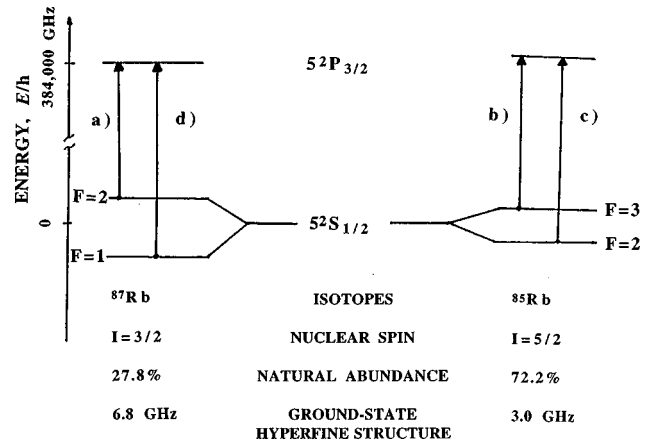 ENERGY, E/h
384,000 GHz
0
5²P₃/₂
a)
d)
b)
c)
F=2
F=1
5²S₁/₂
F=3
F=2
⁸⁷Rb ISOTOPES ⁸⁵Rb
I=3/2 NUCLEAR SPIN I=5/2
27.8% NATURAL ABUNDANCE 72.2%
6.8 GHz GROUND-STATE 3.0 GHz
HYPERFINE STRUCTURE